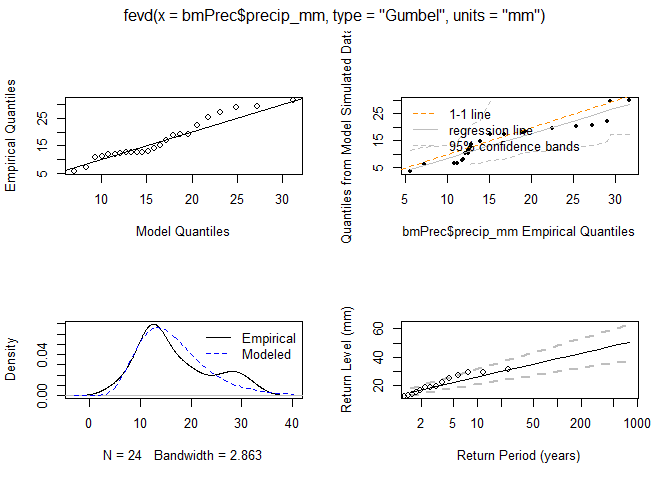 fevd(x = bmPrec$precip_mm, type = "Gumbel", units = "mm")
Empirical Quantiles
5 15 25
10 15 20 25 30
Model Quantiles
Quantiles from Model Simulated Data
5 15 25
1-1 line
regression line
95% confidence bands
5 10 15 20 25 30
bmPrec$precip_mm Empirical Quantiles
Density
0.00 0.04
Empirical
Modeled
0 10 20 30 40
N = 24 Bandwidth = 2.863
Return Level (mm)
20 40 60
2 5 10 50 200 1000
Return Period (years)